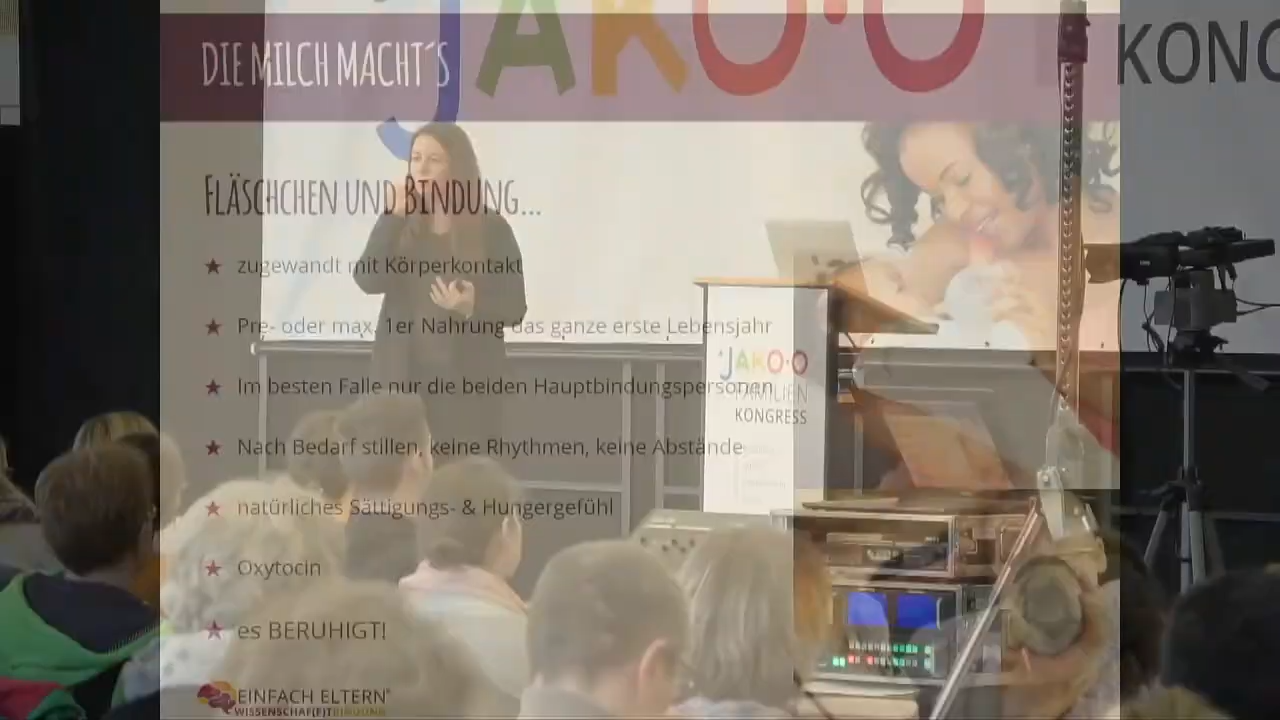 JAKO-O
KONG
DIE MILCH MACHT´S
FLÄSCHCHEN UND BINDUNG...
zugewandt mit Körperkontakt
Pre- oder max. 1er Nahrung das ganze erste Lebensjahr
Im besten Falle nur die beiden Hauptbindungspersonen
Nach Bedarf stillen, keine Rhythmen, keine Abstände
natürliches Sättigungs- & Hungergefühl
Oxytocin
es BERUHIGT!
JAKO-O
FAMILIEN
KONGRESS
EINFACH ELTERN®
WISSENSCHAF(F)TBINDUNG